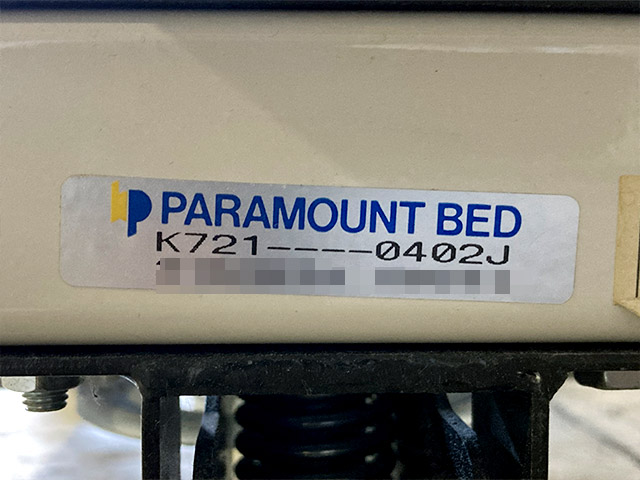 PARAMOUNT BED
K721----0402J